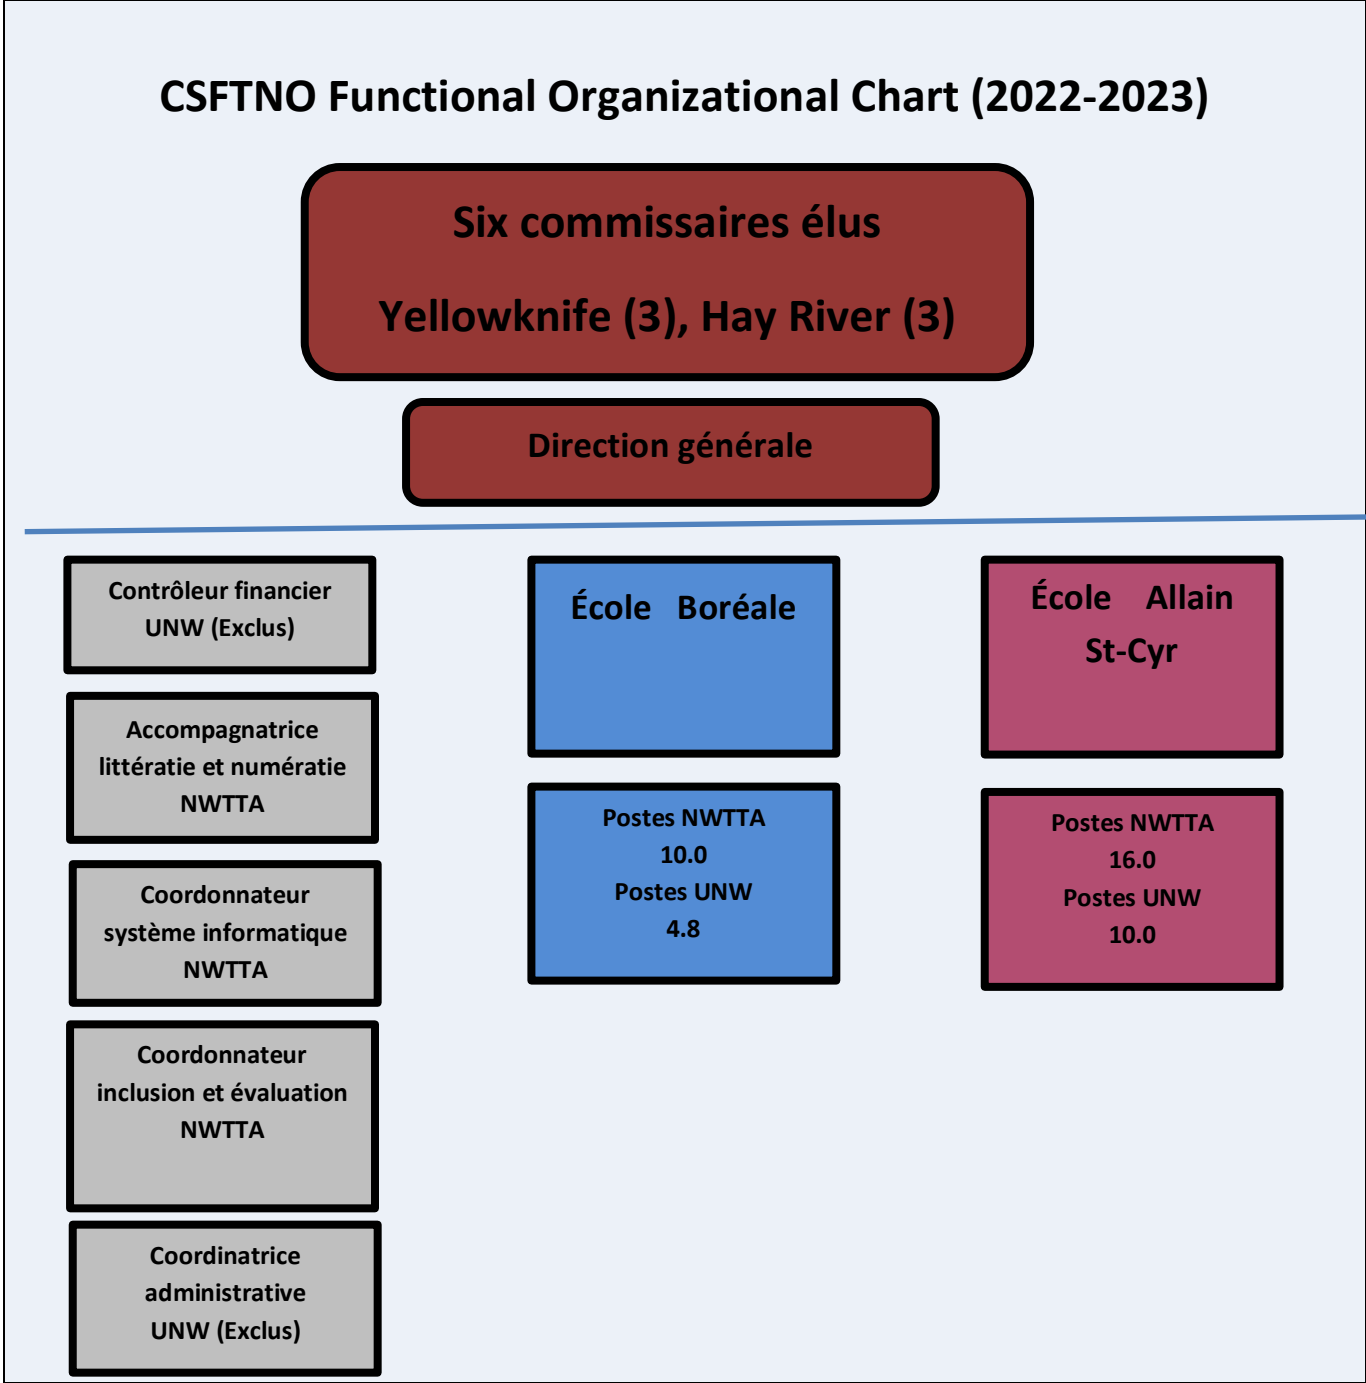 CSFTNO Functional Organizational Chart (2022-2023)
Six commissaires élus
Yellowknife (3), Hay River (3)
Direction générale
Contrôleur financier
UNW (Exclus)
Accompagnatrice
littératie et numératie
NWTTA
Coordonnateur
système informatique
NWTTA
Coordonnateur
inclusion et évaluation
NWTTA
Coordinatrice
administrative
UNW (Exclus)
École Boréale
Postes NWTTA
10.0
Postes UNW
4.8
École Allain
St-Cyr
Postes NWTTA
16.0
Postes UNW
10.0